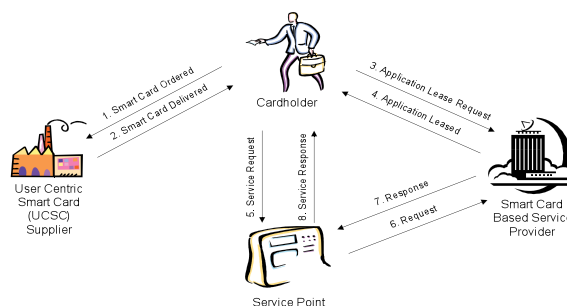 Cardholder
1. Smart Card Ordered
2. Smart Card Delivered
3. Application Lease Request
4. Application Leased
User Centric
Smart Card
(UCSC)
Supplier
5. Service Request
8. Service Response
7. Response
6. Request
Smart Card
Based Service
Provider
Service Point